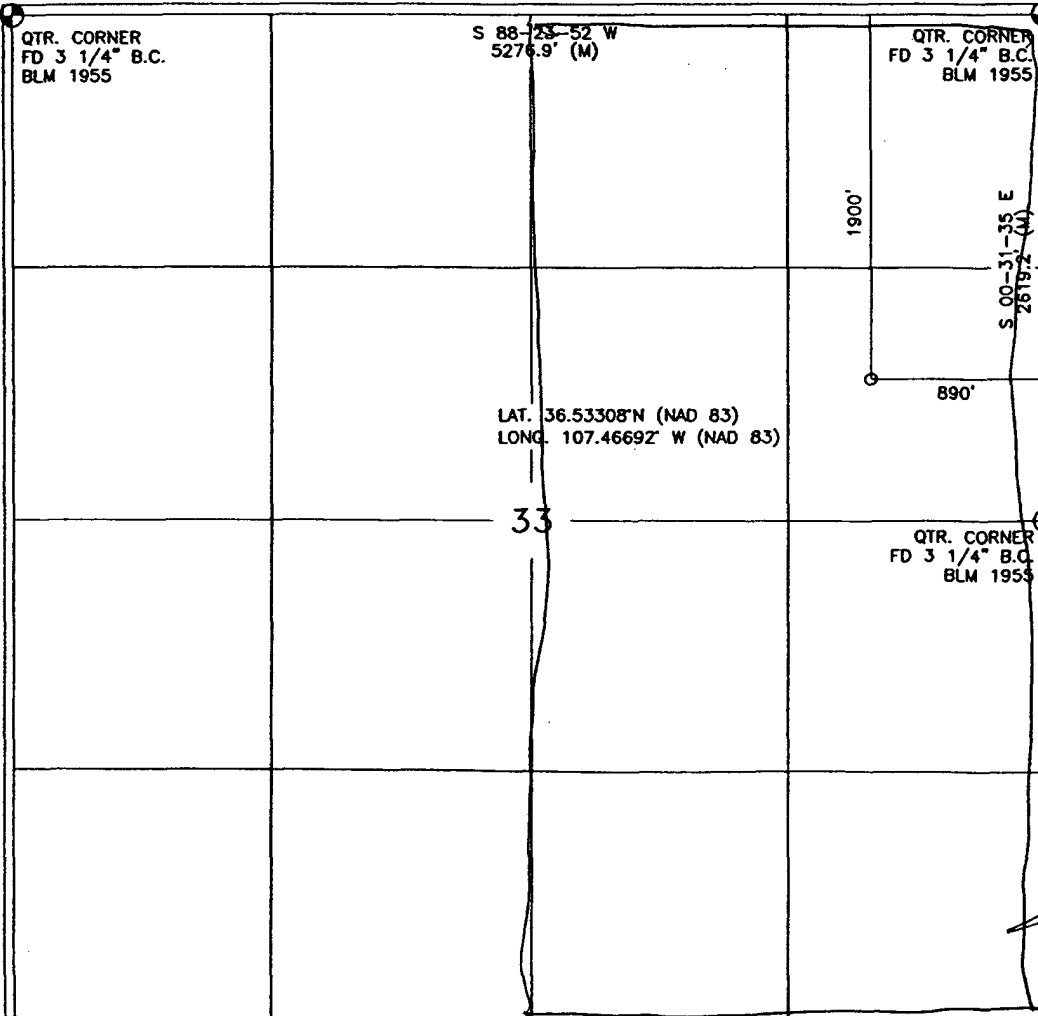 QTR. CORNER
FD 3 1/4" B.C.
BLM 1955
S 88-23-52 W
5276.9' (M)
QTR. CORNER
FD 3 1/4" B.C.
BLM 1955
1900'
S 00-31-35 E
2619.2' (M)
890'
LAT. 36.53308°N (NAD 83)
LONG. 107.46692° W (NAD 83)
33
QTR. CORNER
FD 3 1/4" B.C.
BLM 1955